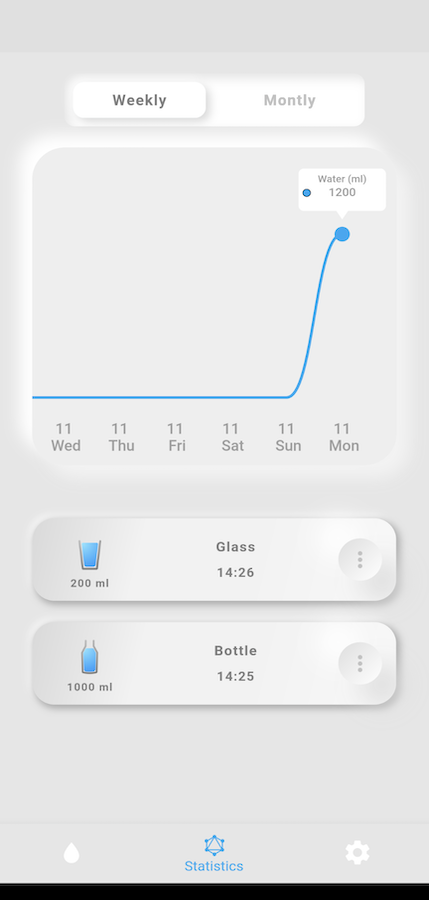 Weekly Montly
Water (ml)
1200
11 11 11 11 11 11
Wed Thu Fri Sat Sun Mon
Glass
14:26
200 ml
Bottle
14:25
1000 ml
Statistics